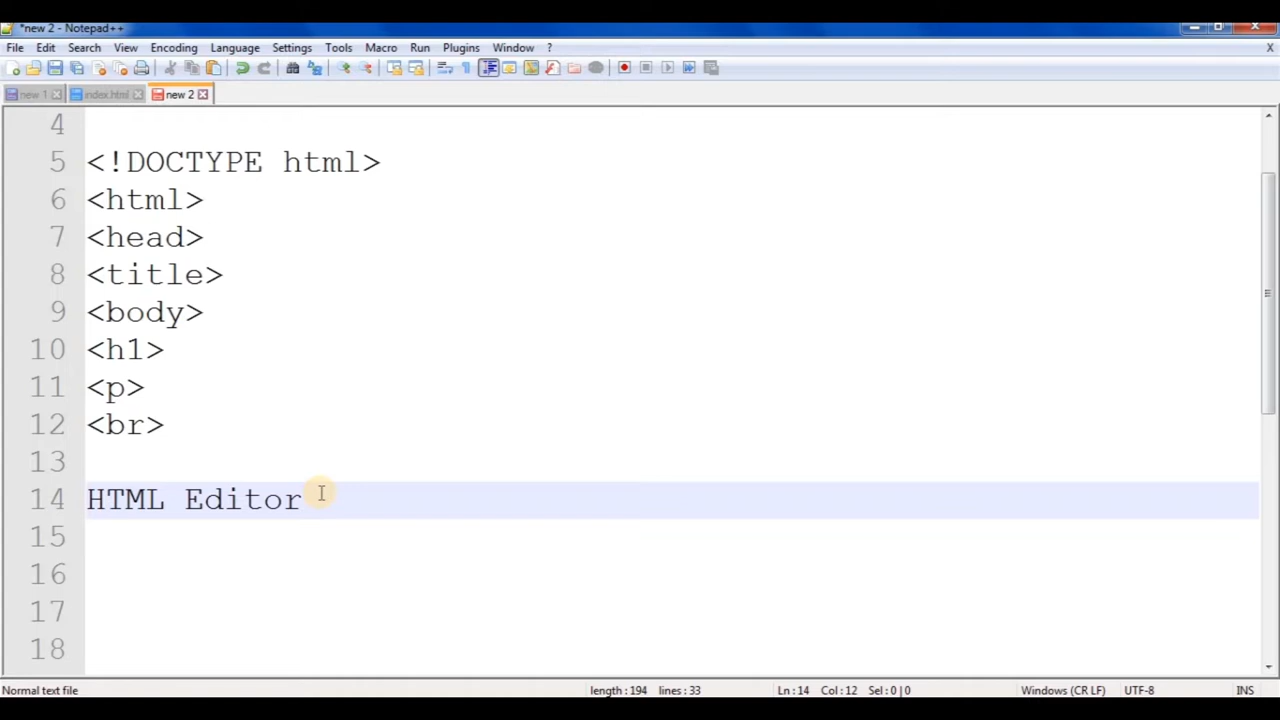 *new 2 - Notepad++
File Edit Search View Encoding Language Settings Tools Macro Run Plugins Window ? X
new 1 index.html new 2
4
5 <!DOCTYPE html>
6 <html>
7 <head>
8 <title>
9 <body>
10 <h1>
11 <p>
12 <br>
13
14 HTML Editor
15
16
17
18
Normal text file length : 194 lines : 33 Ln : 14 Col : 12 Sel : 0 | 0 Windows (CR LF) UTF-8 INS